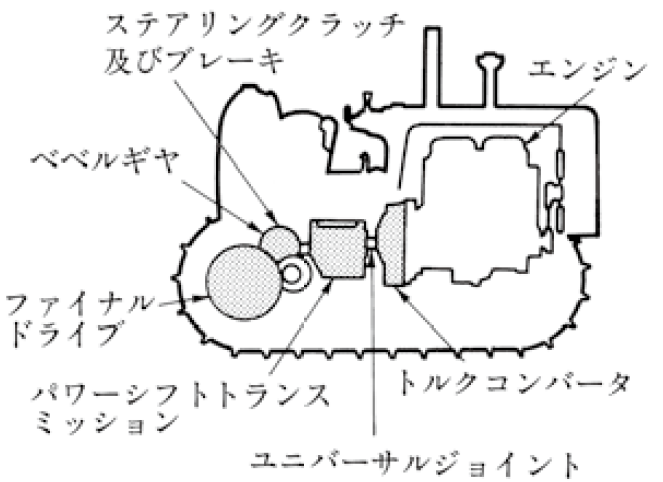 ステアリングクラッチ
及びブレーキ
エンジン
ベベルギヤ
ファイナル
ドライブ
パワーシフトトランス
ミッション
トルクコンバータ
ユニバーサルジョイント